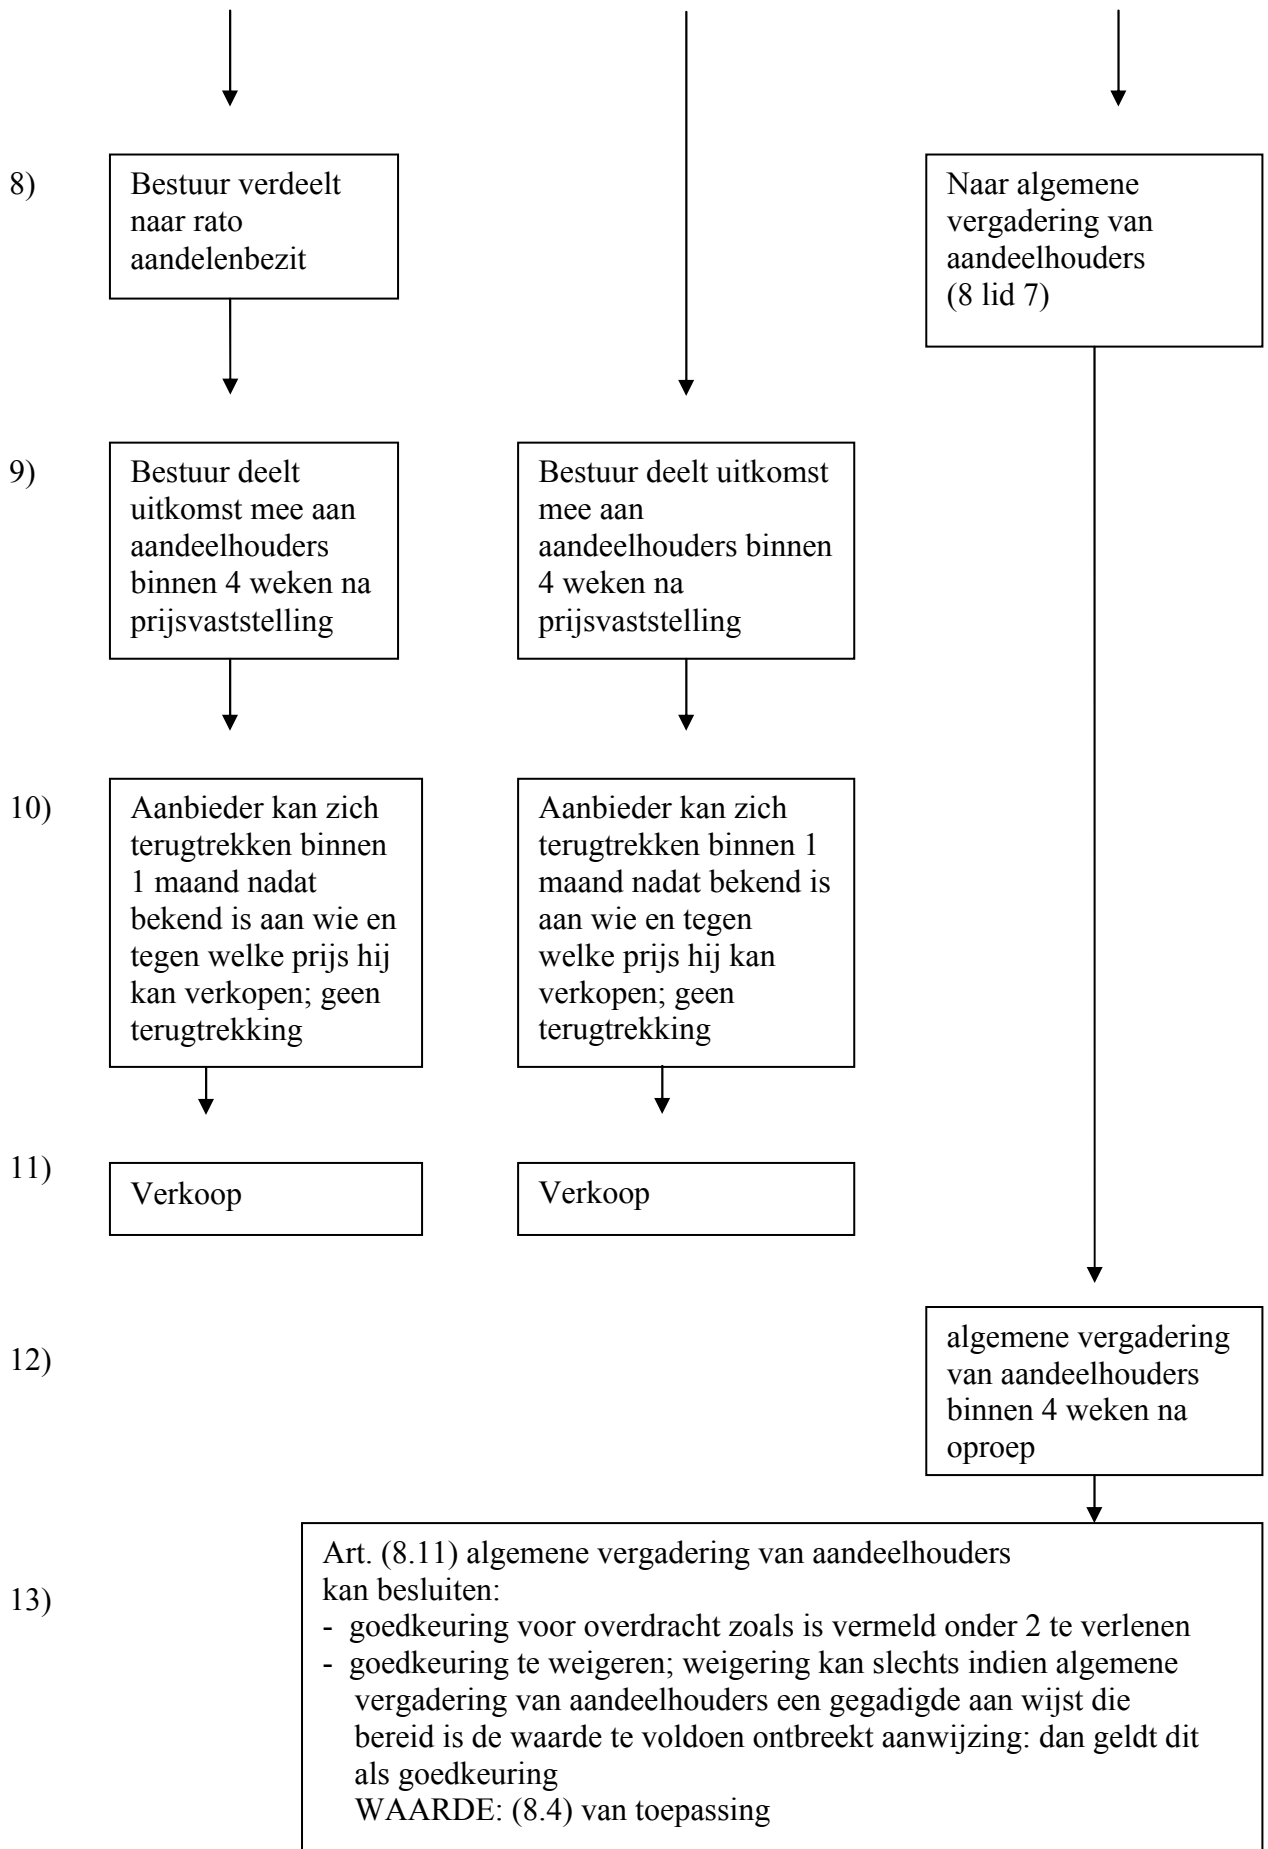 8)
Bestuur verdeelt
naar rato
aandelenbezit
Naar algemene
vergadering van
aandeelhouders
(8 lid 7)
9)
Bestuur deelt
uitkomst mee aan
aandeelhouders
binnen 4 weken na
prijsvaststelling
Bestuur deelt uitkomst
mee aan
aandeelhouders binnen
4 weken na
prijsvaststelling
10)
Aanbieder kan zich
terugtrekken binnen
1 maand nadat
bekend is aan wie en
tegen welke prijs hij
kan verkopen; geen
terugtrekking
Aanbieder kan zich
terugtrekken binnen 1
maand nadat bekend is
aan wie en tegen
welke prijs hij kan
verkopen; geen
terugtrekking
11)
Verkoop
Verkoop
12)
algemene vergadering
van aandeelhouders
binnen 4 weken na
oproep
13)
Art. (8.11) algemene vergadering van aandeelhouders
kan besluiten:
- goedkeuring voor overdracht zoals is vermeld onder 2 te verlenen
- goedkeuring te weigeren; weigering kan slechts indien algemene
vergadering van aandeelhouders een gegadigde aan wijst die
bereid is de waarde te voldoen ontbreekt aanwijzing: dan geldt dit
als goedkeuring
WAARDE: (8.4) van toepassing